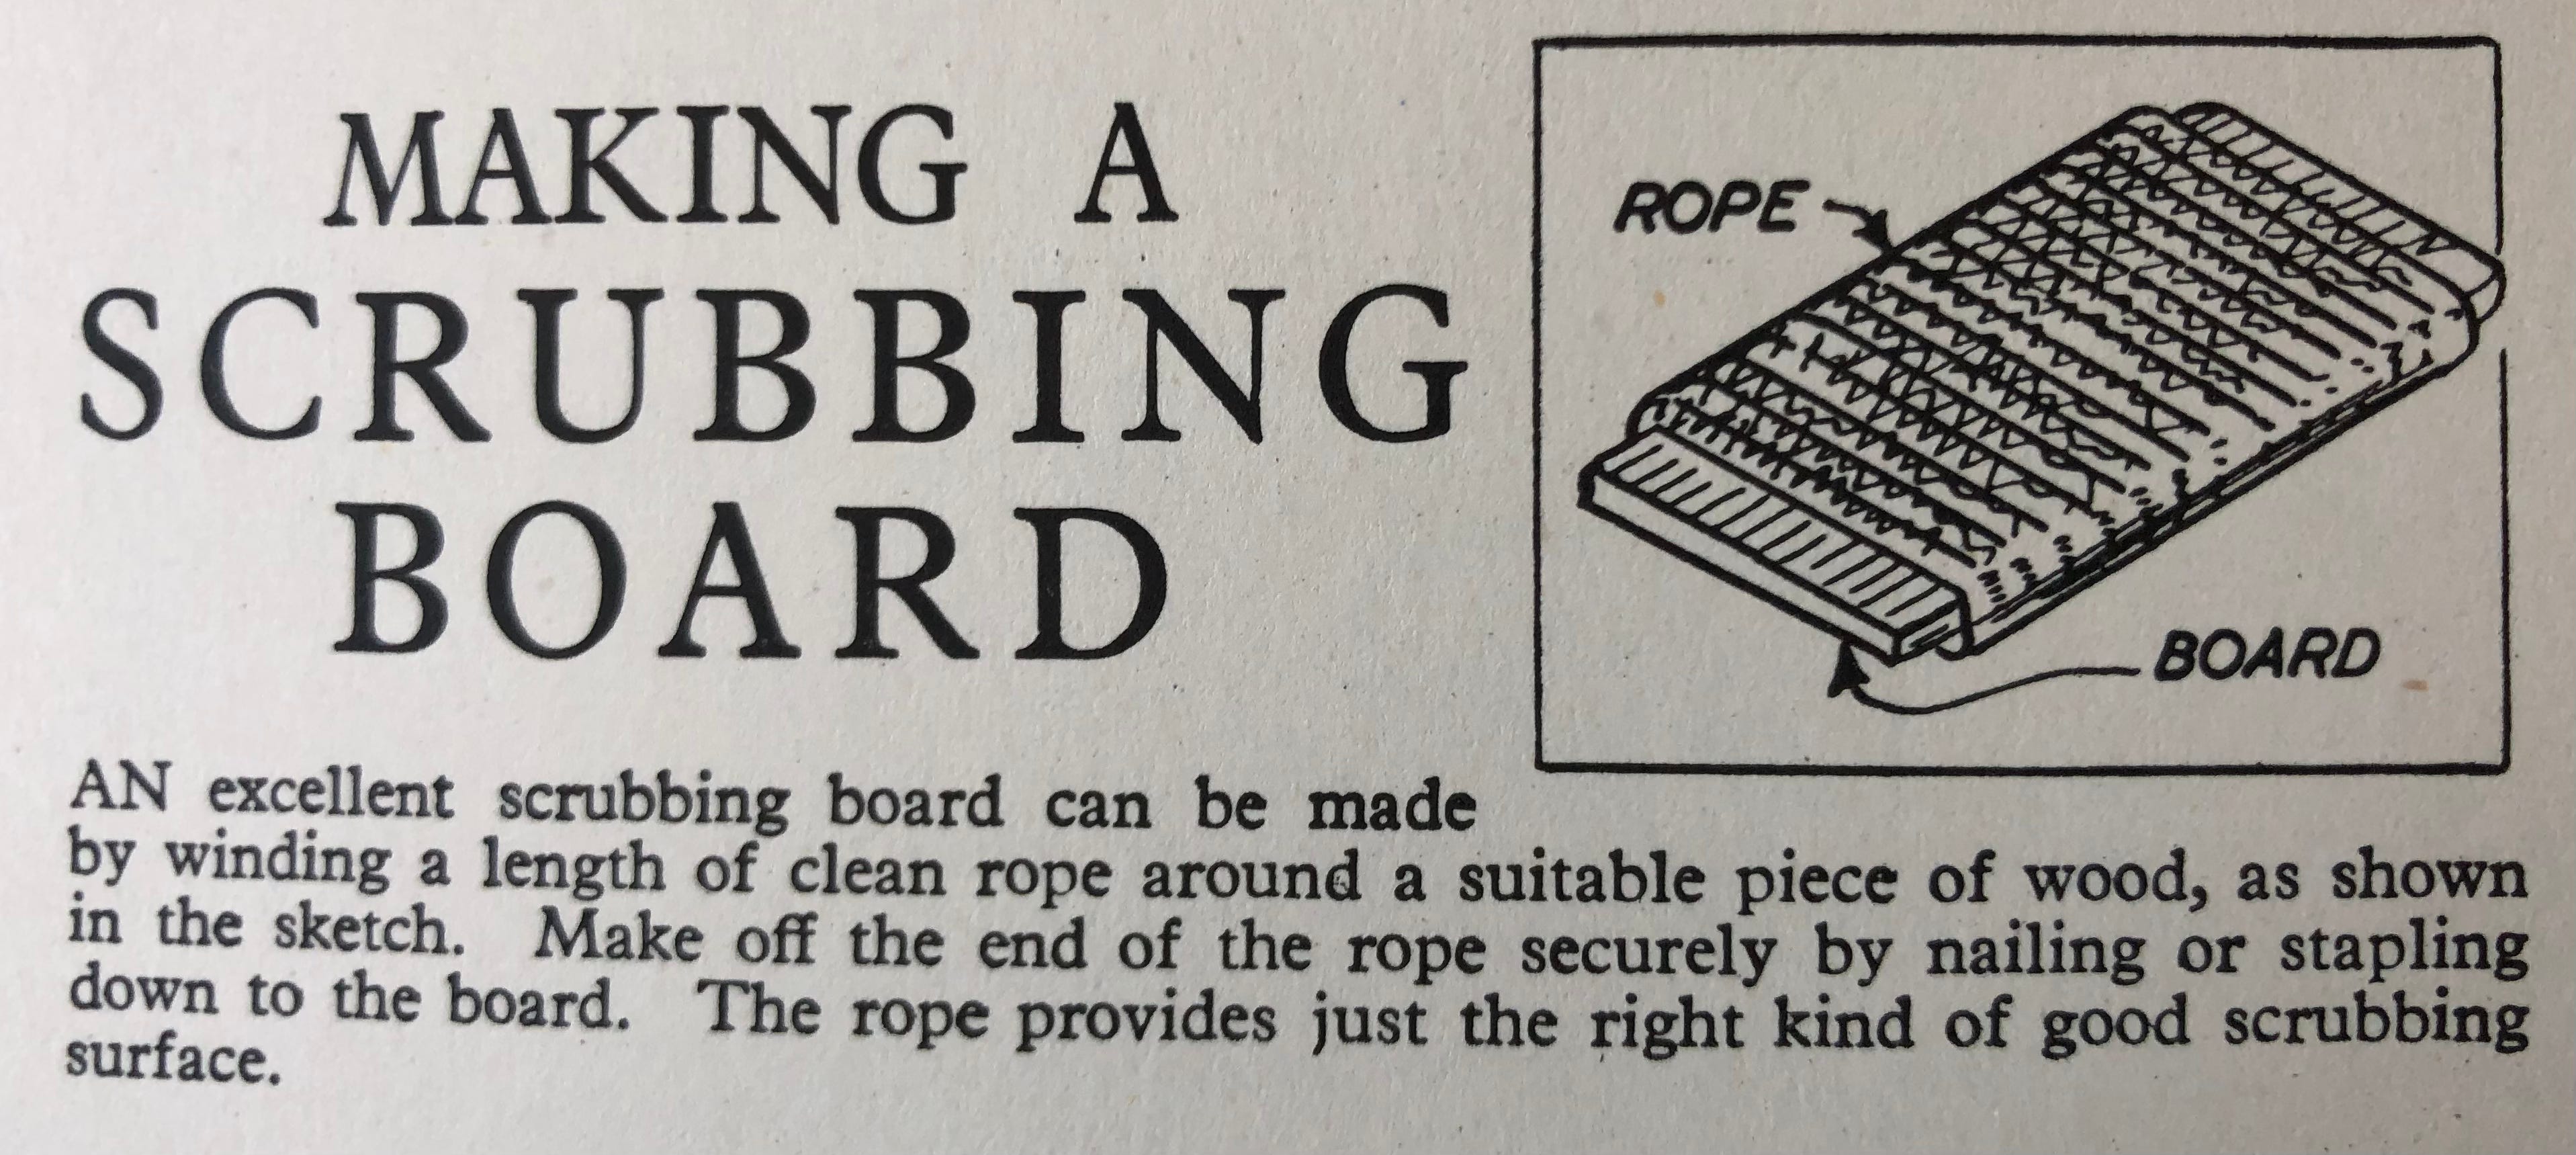 MAKING A
SCRUBBING
BOARD
ROPE
BOARD
AN excellent scrubbing board can be made
by winding a length of clean rope around a suitable piece of wood, as shown
in the sketch. Make off the end of the rope securely by nailing or stapling
down to the board. The rope provides just the right kind of good scrubbing
surface.